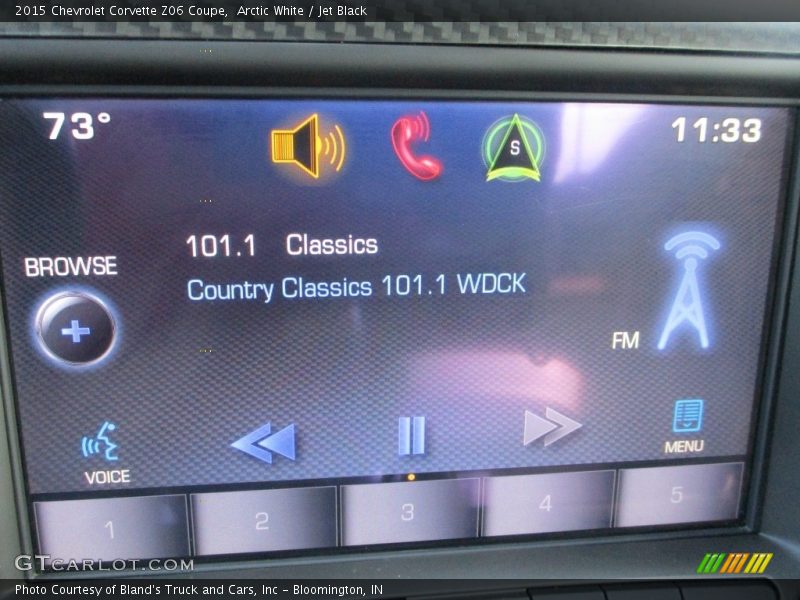 2015 Chevrolet Corvette Z06 Coupe, Arctic White / Jet Black
73° 11:33
S
101.1 Classics
BROWSE
Country Classics 101.1 WDCK
FM
VOICE
MENU
1 2 3 4 5
GTCARLOT.COM
Photo Courtesy of Bland's Truck and Cars, Inc - Bloomington, IN